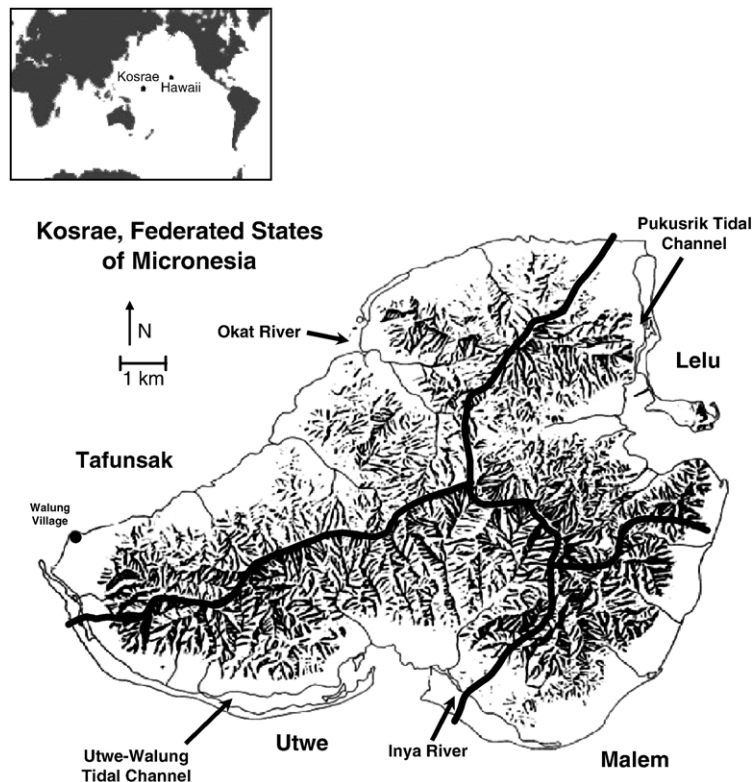 Kosrae
Hawaii
Kosrae, Federated States
of Micronesia
Pukusrik Tidal
Channel
N
Okat River
1 km
Lelu
Tafunsak
Walung
Village
Utwe-Walung
Tidal Channel
Utwe
Inya River
Malem